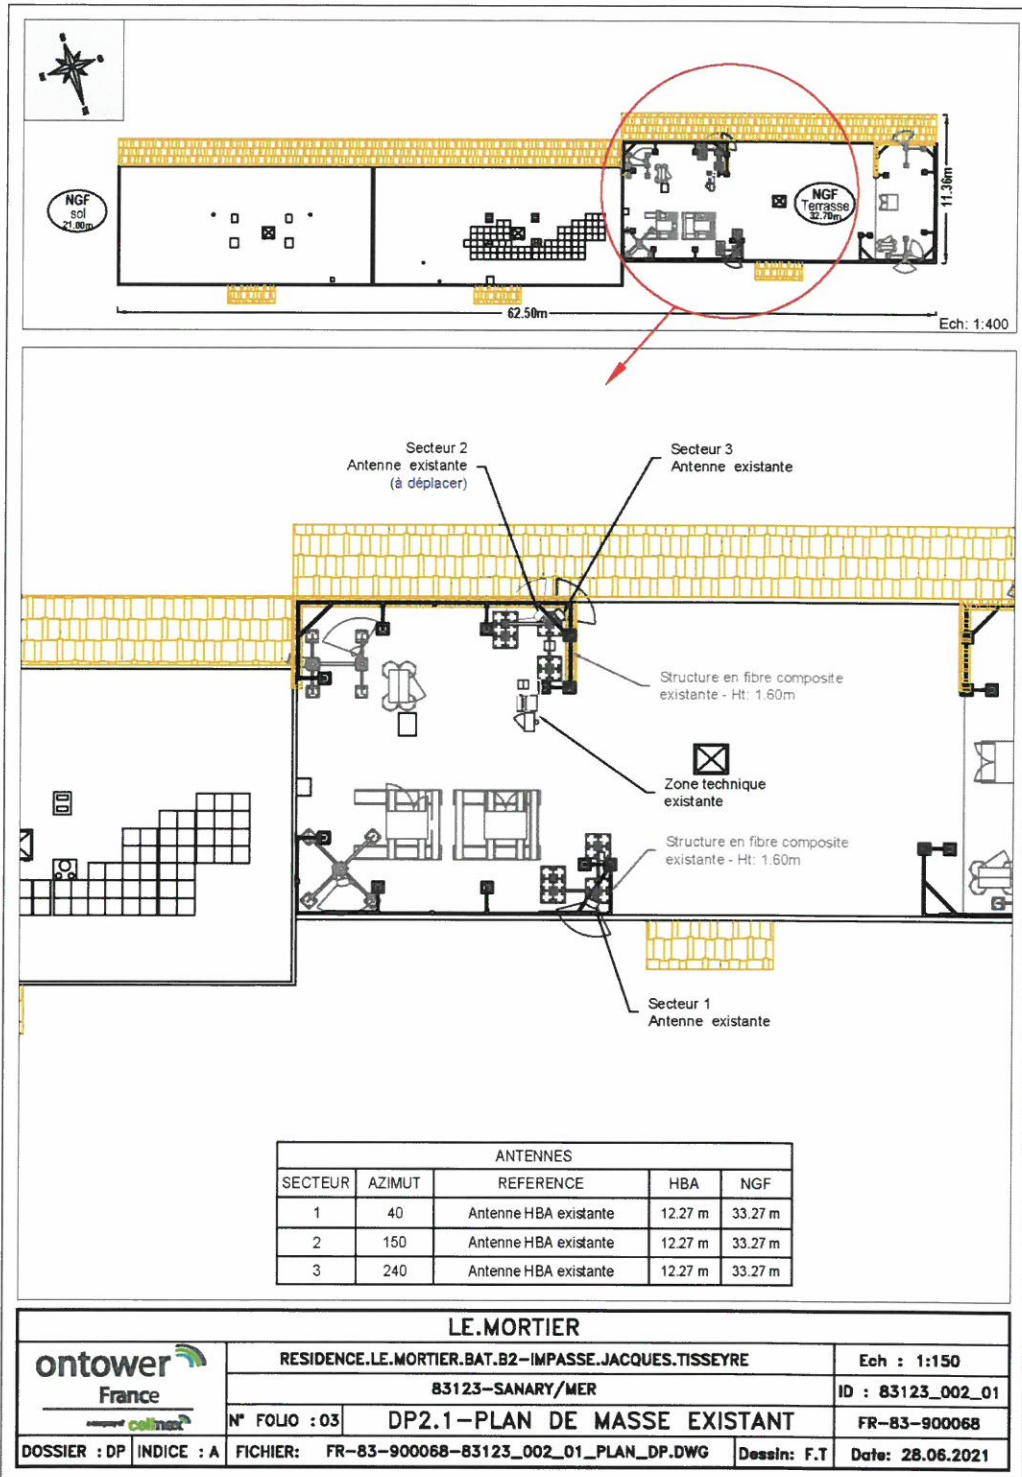 NGF
sol
21.00m
NGF
Terrasse
32.70m
11.36m
62.50m
Ech: 1:400
Secteur 2
Antenne existante
(à déplacer)
Secteur 3
Antenne existante
Structure en fibre composite
existante - Ht: 1.60m
Zone technique
existante
Structure en fibre composite
existante - Ht: 1.60m
Secteur 1
Antenne existante
ANTENNES
SECTEUR AZIMUT REFERENCE HBA NGF
1 40 Antenne HBA existante 12.27 m 33.27 m
2 150 Antenne HBA existante 12.27 m 33.27 m
3 240 Antenne HBA existante 12.27 m 33.27 m
LE.MORTIER
ontower
France
company of cellnex
RESIDENCE.LE.MORTIER.BAT.B2-IMPASSE.JACQUES.TISSEYRE
Ech : 1:150
83123-SANARY/MER
ID : 83123_002_01
N° FOLIO :03
DP2.1-PLAN DE MASSE EXISTANT
FR-83-900068
DOSSIER : DP INDICE : A FICHIER: FR-83-900068-83123_002_01_PLAN_DP.DWG Dessin: F.T Date: 28.06.2021